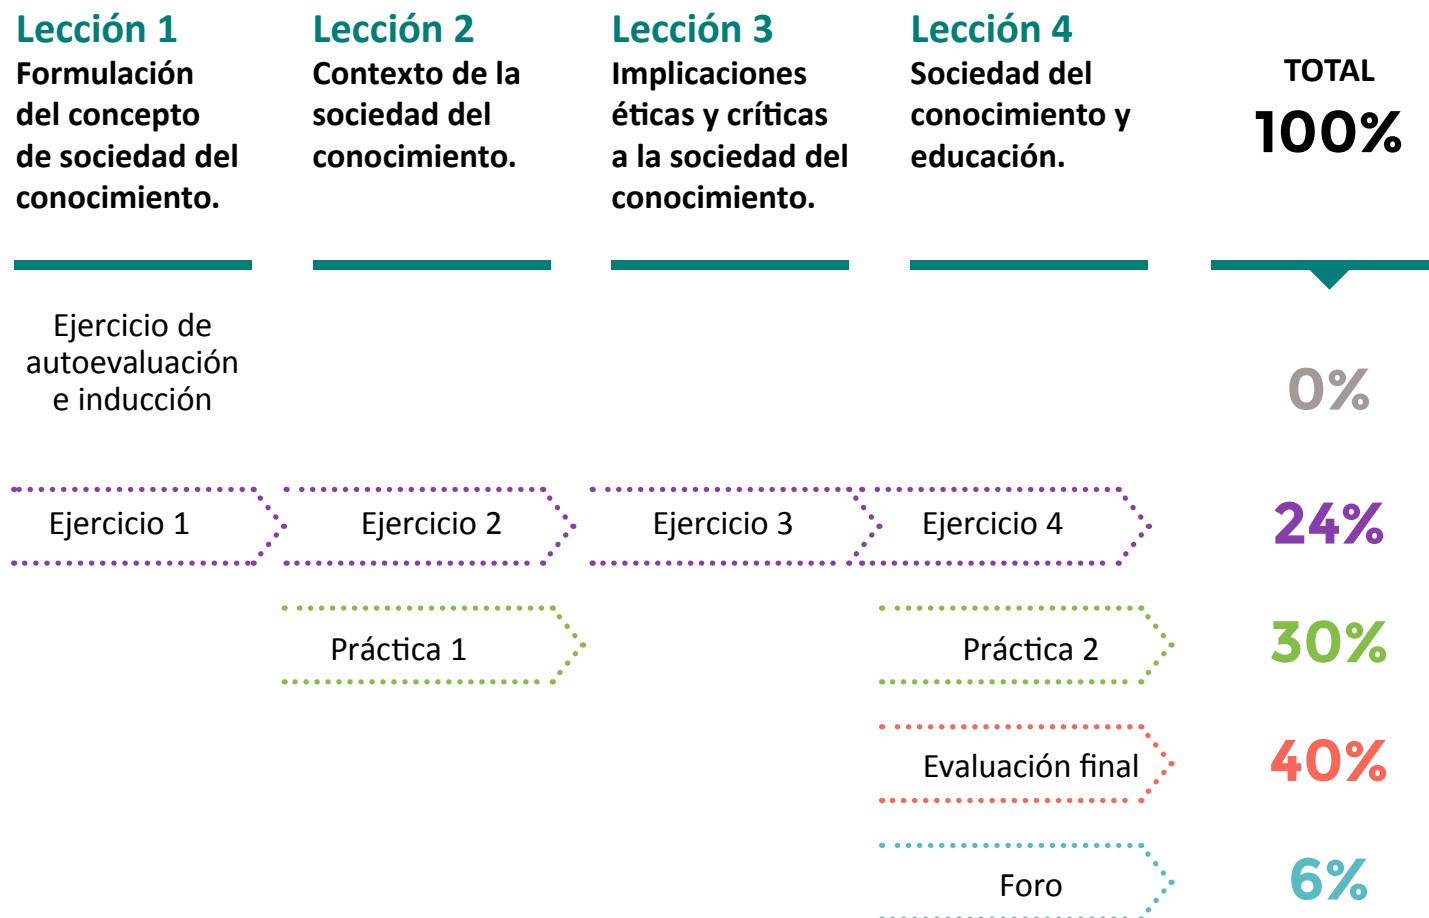 Lección 1
Formulación
del concepto
de sociedad del
conocimiento.
Lección 2
Contexto de la
sociedad del
conocimiento.
Lección 3
Implicaciones
éticas y críticas
a la sociedad del
conocimiento.
Lección 4
Sociedad del
conocimiento y
educación.
TOTAL
100%
Ejercicio de
autoevaluación
e inducción
0%
Ejercicio 1
Ejercicio 2
Ejercicio 3
Ejercicio 4
24%
Práctica 1
Práctica 2
30%
Evaluación final
40%
Foro
6%